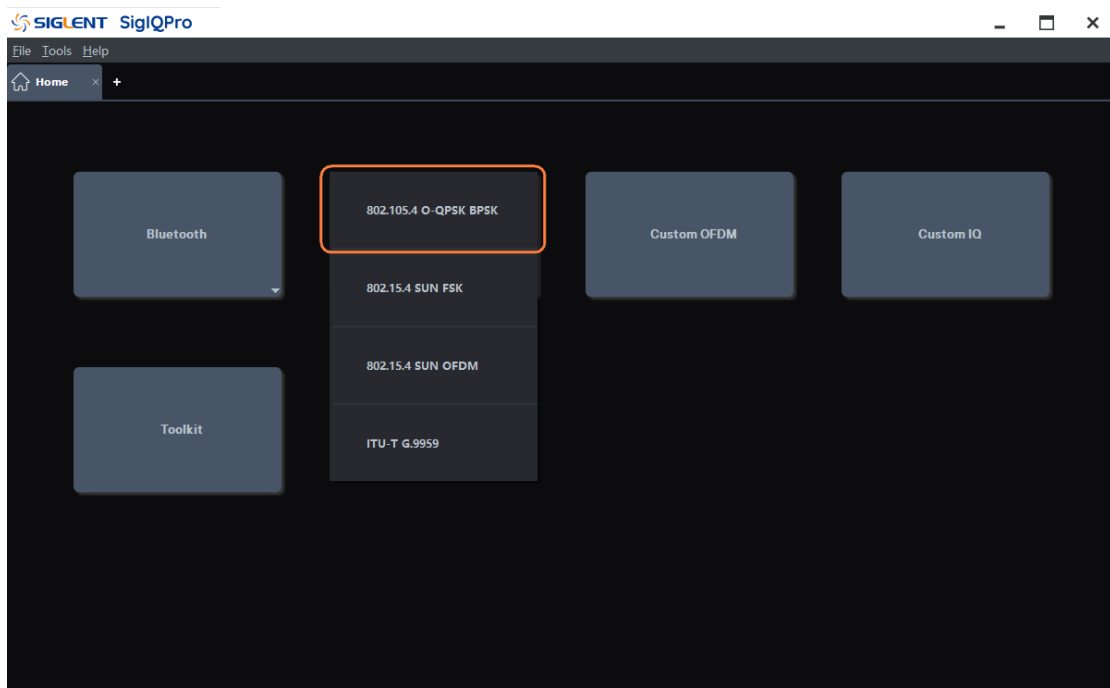 SIGLENT SigIQPro
File Tools Help
Home × +
Bluetooth
802.105.4 O-QPSK BPSK
802.15.4 SUN FSK
802.15.4 SUN OFDM
ITU-T G.9959
Custom OFDM
Custom IQ
Toolkit